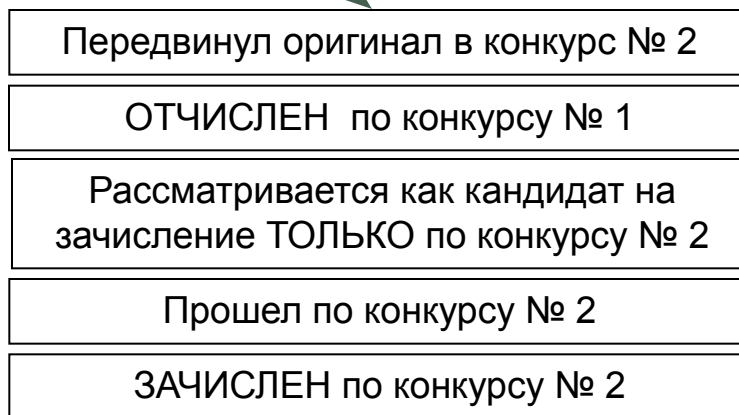 Передвинул оригинал в конкурс № 2
ОТЧИСЛЕН по конкурсу № 1
Рассматривается как кандидат на
зачисление ТОЛЬКО по конкурсу № 2
Прошел по конкурсу № 2
ЗАЧИСЛЕН по конкурсу № 2